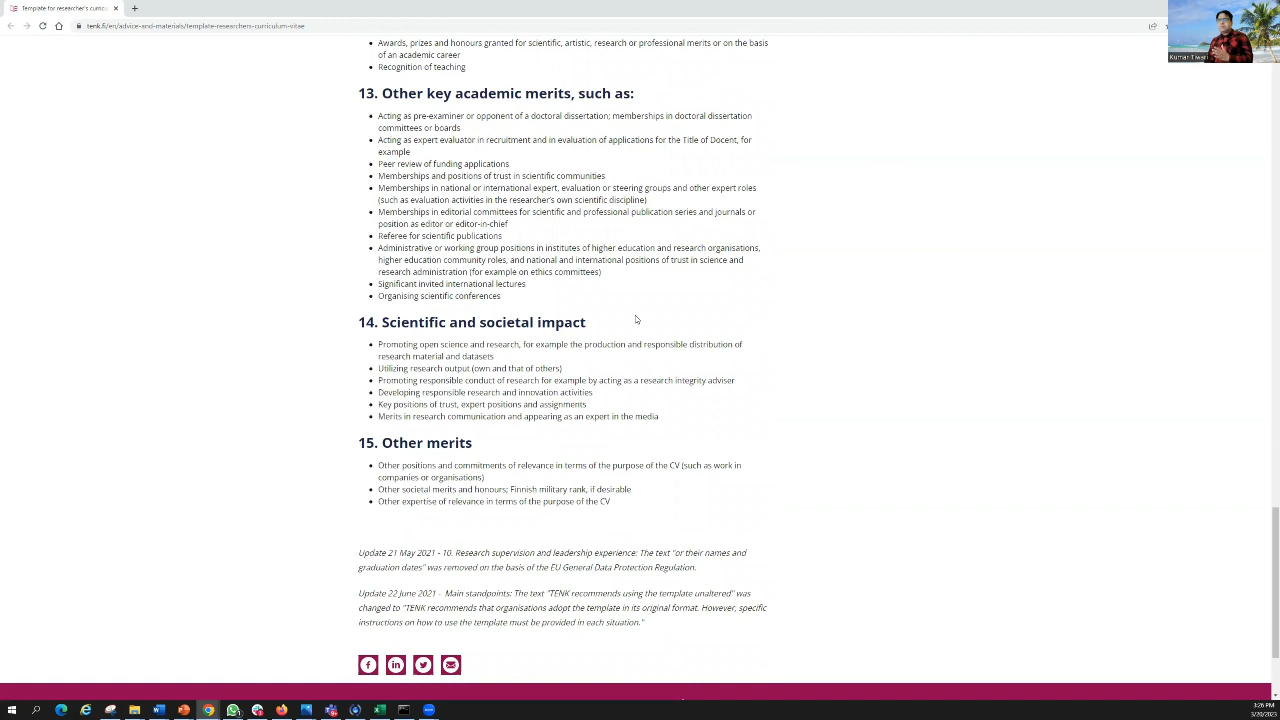 Template for researcher's curricu
tenk.fi/en/advice-and-materials/template-researchers-curriculum-vitae
Kumar Tiwari
Awards, prizes and honours granted for scientific, artistic, research or professional merits or on the basis
of an academic career
Recognition of teaching
13. Other key academic merits, such as:
Acting as pre-examiner or opponent of a doctoral dissertation; memberships in doctoral dissertation
committees or boards
Acting as expert evaluator in recruitment and in evaluation of applications for the Title of Docent, for
example
Peer review of funding applications
Memberships and positions of trust in scientific communities
Memberships in national or international expert, evaluation or steering groups and other expert roles
(such as evaluation activities in the researcher's own scientific discipline)
Memberships in editorial committees for scientific and professional publication series and journals or
position as editor or editor-in-chief
Referee for scientific publications
Administrative or working group positions in institutes of higher education and research organisations,
higher education community roles, and national and international positions of trust in science and
research administration (for example on ethics committees)
Significant invited international lectures
Organising scientific conferences
14. Scientific and societal impact
Promoting open science and research, for example the production and responsible distribution of
research material and datasets
Utilizing research output (own and that of others)
Promoting responsible conduct of research for example by acting as a research integrity adviser
Developing responsible research and innovation activities
Key positions of trust, expert positions and assignments
Merits in research communication and appearing as an expert in the media
15. Other merits
Other positions and commitments of relevance in terms of the purpose of the CV (such as work in
companies or organisations)
Other societal merits and honours; Finnish military rank, if desirable
Other expertise of relevance in terms of the purpose of the CV
Update 21 May 2021 - 10. Research supervision and leadership experience: The text "or their names and
graduation dates" was removed on the basis of the EU General Data Protection Regulation.
Update 22 June 2021 - Main standpoints: The text "TENK recommends using the template unaltered" was
changed to "TENK recommends that organisations adopt the template in its original format. However, specific
instructions on how to use the template must be provided in each situation."
3:26 PM
3/20/2023